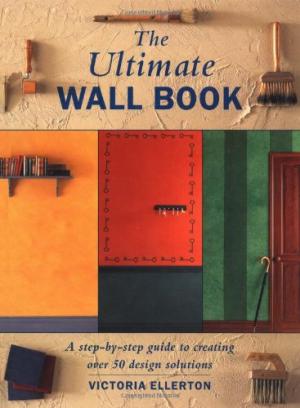 The
Ultimate
WALL BOOK
A step-by-step guide to creating
over 50 design solutions
VICTORIA ELLERTON